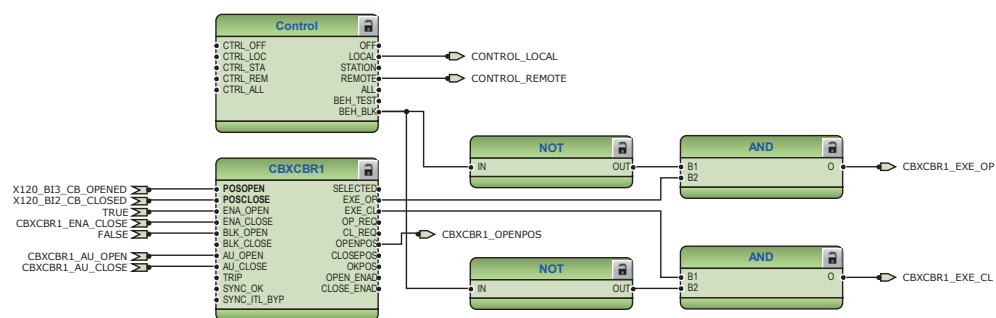 Control
CTRL_OFF OFF
CTRL_LOC LOCAL CONTROL_LOCAL
CTRL_STA STATION
CTRL_REM REMOTE CONTROL_REMOTE
CTRL_ALL ALL
BEH_TEST
BEH_BLK
NOT AND
IN OUT B1 O CBXCBR1_EXE_OP
B2
CBXCBR1
X120_BI3_CB_OPENED POSOPEN SELECTED
X120_BI2_CB_CLOSED POSCLOSE EXE_OP
TRUE ENA_OPEN EXE_CL
CBXCBR1_ENA_CLOSE ENA_CLOSE OP_REQ
FALSE BLK_OPEN CL_REQ
BLK_CLOSE OPENPOS CBXCBR1_OPENPOS
CBXCBR1_AU_OPEN AU_OPEN CLOSEPOS
CBXCBR1_AU_CLOSE AU_CLOSE OKPOS
TRIP OPEN_ENAD
SYNC_OK CLOSE_ENAD
SYNC_ITL_BYP
NOT AND
IN OUT B1 O CBXCBR1_EXE_CL
B2